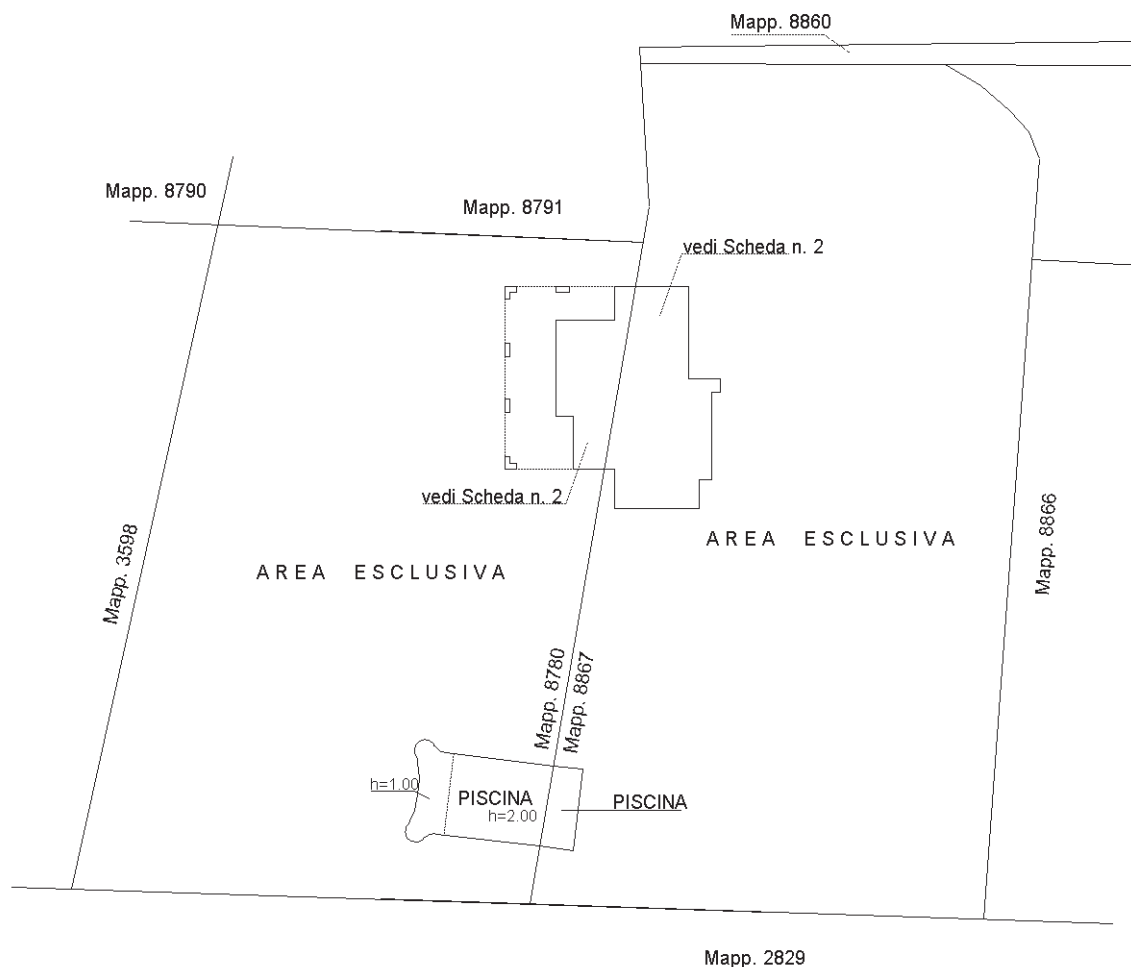 Mapp. 8860
Mapp. 8790
Mapp. 8791
vedi Scheda n. 2
vedi Scheda n. 2
AREA ESCLUSIVA
AREA ESCLUSIVA
Mapp. 3598
Mapp. 8866
Mapp. 8780
Mapp. 8867
h=1.00
PISCINA
h=2.00
PISCINA
Mapp. 2829